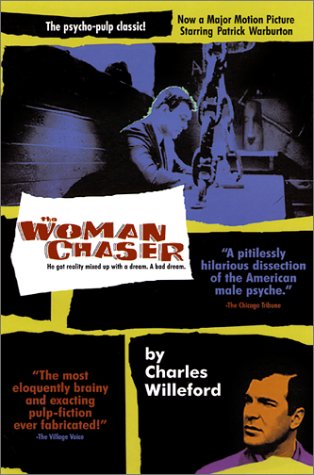 The psycho-pulp classic!
Now a Major Motion Picture
Starring Patrick Warburton
the
WOMAN
CHASER
He got reality mixed up with a dream. A bad dream.
"A pitilessly
hilarious dissection
of the American
male psyche."
-The Chicago Tribune
by
Charles
Willeford
"The most
eloquently brainy
and exacting
pulp-fiction
ever fabricated!"
-The Village Voice